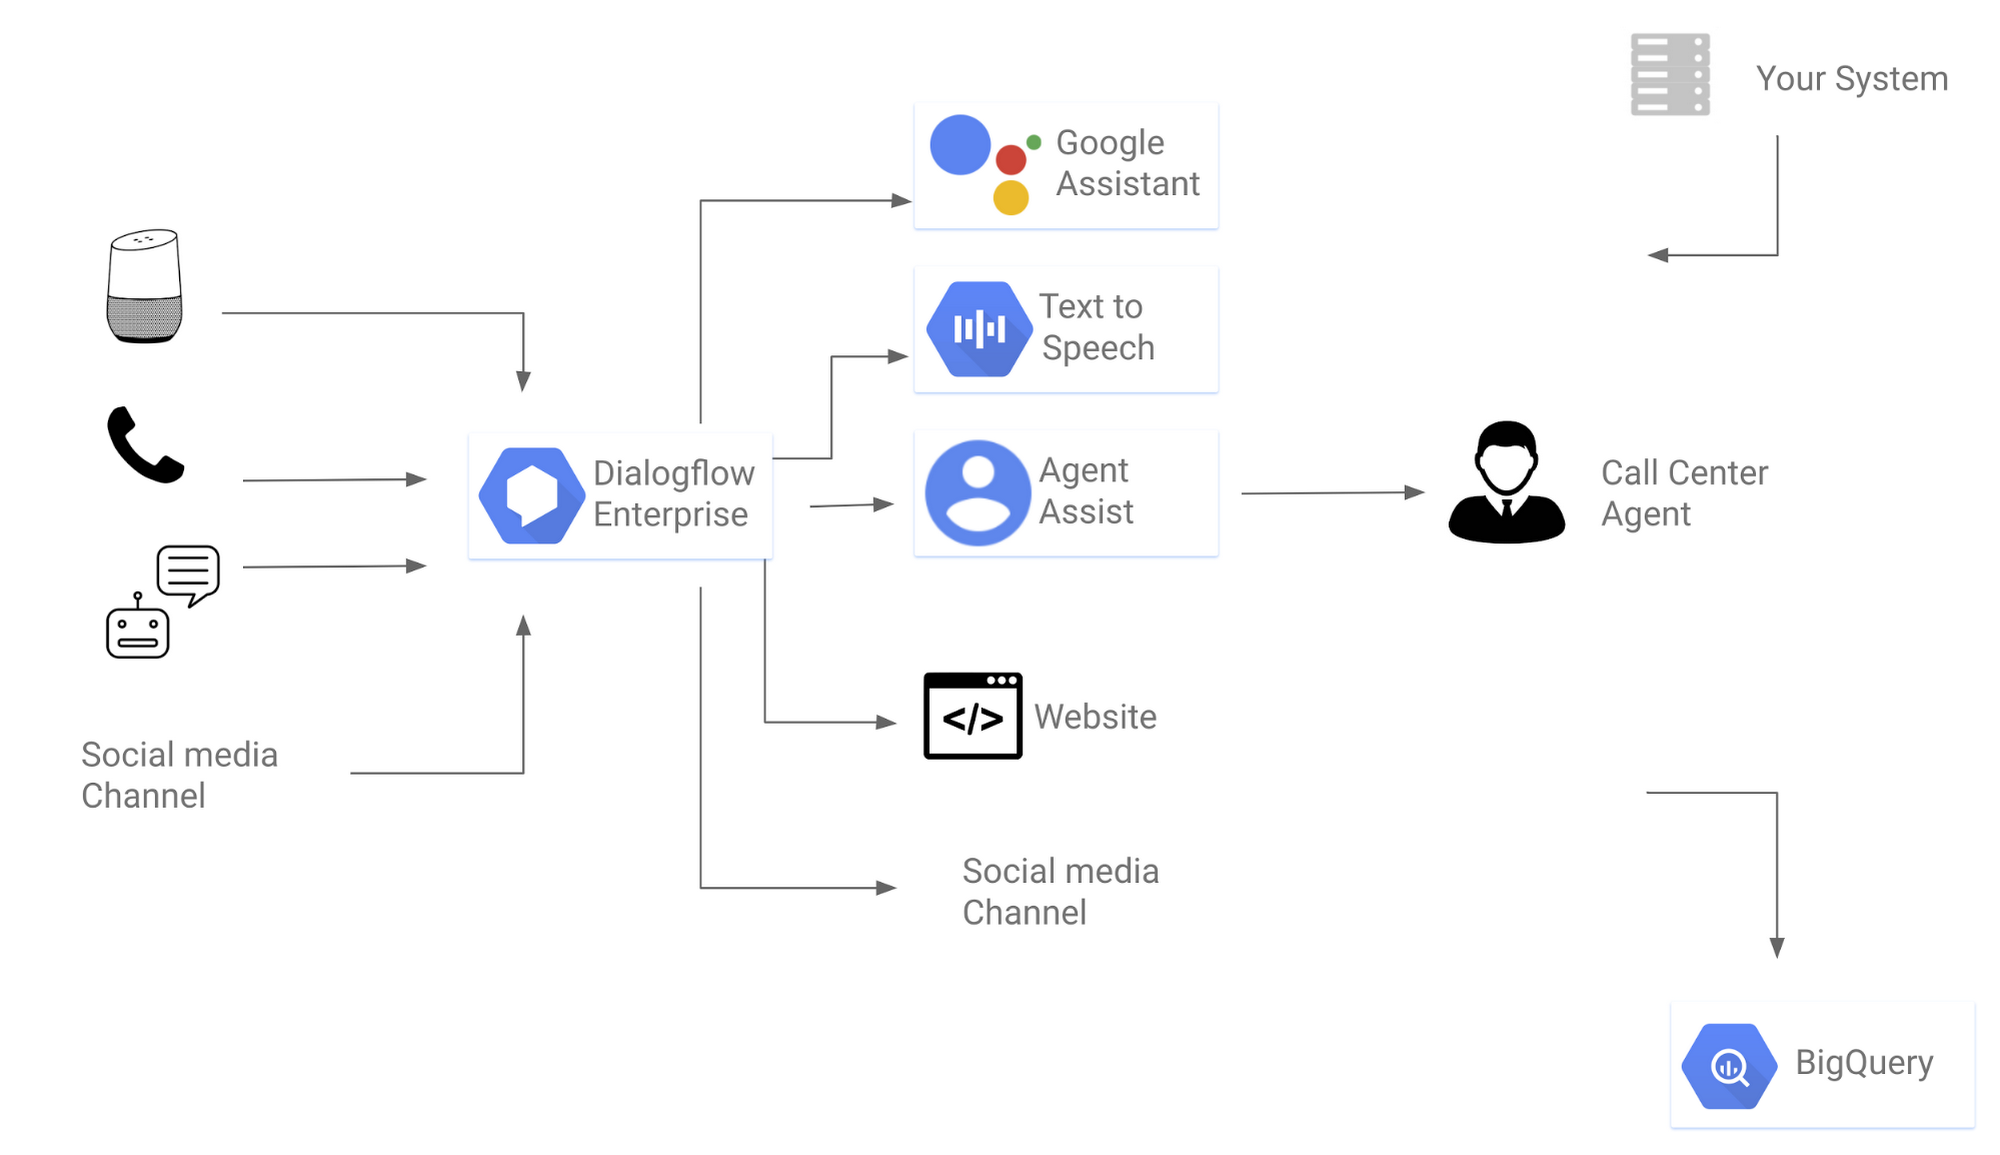 Your System
Google
Assistant
Text to
Speech
Dialogflow
Enterprise
Agent
Assist
Call Center
Agent
</>
Website
Social media
Channel
Social media
Channel
BigQuery